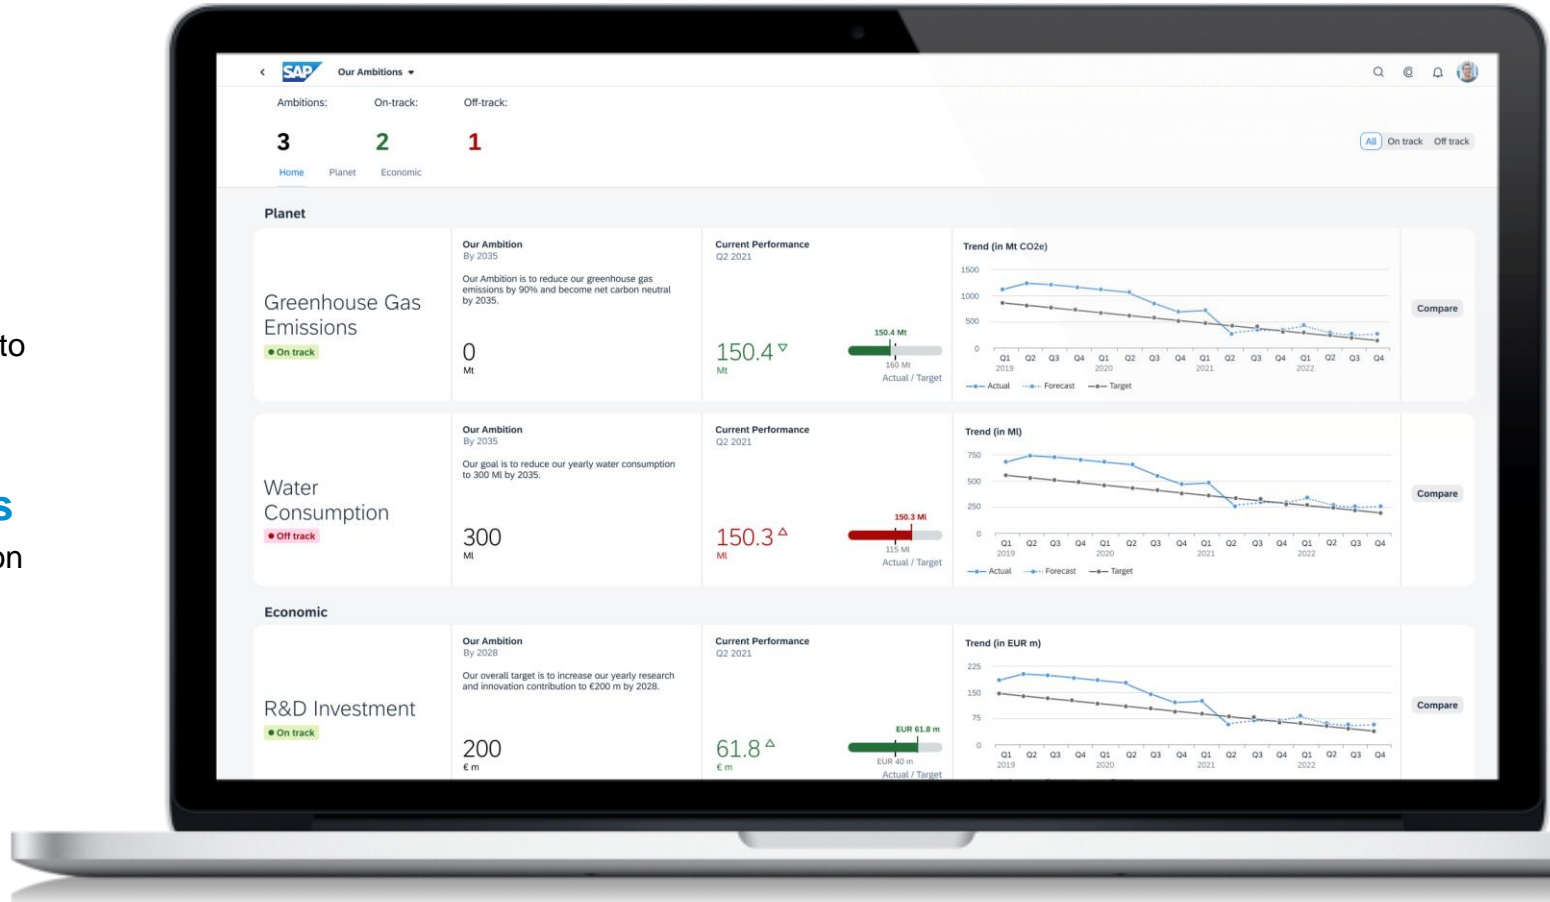 to
s
on
SAP
Our Ambitions
Ambitions: On-track: Off-track:
3 2 1
All On track Off track
Home Planet Economic
Planet
Greenhouse Gas
Emissions
On track
Our Ambition
By 2035
Our Ambition is to reduce our greenhouse gas
emissions by 90% and become net carbon neutral
by 2035.
0
Mt
Current Performance
Q2 2021
150.4
Mt
150.4 Mt
160 Mt
Actual / Target
Trend (in Mt CO2e)
1500
1000
500
0
Q1 Q2 Q3 Q4 Q1 Q2 Q3 Q4 Q1 Q2 Q3 Q4 Q1 Q2 Q3 Q4
2019 2020 2021 2022
Actual Forecast Target
Compare
Water
Consumption
Off track
Our Ambition
By 2035
Our goal is to reduce our yearly water consumption
to 300 Ml by 2035.
300
Ml
Current Performance
Q2 2021
150.3
Ml
150.3 Ml
115 Ml
Actual / Target
Trend (in Ml)
750
500
250
0
Q1 Q2 Q3 Q4 Q1 Q2 Q3 Q4 Q1 Q2 Q3 Q4 Q1 Q2 Q3 Q4
2019 2020 2021 2022
Actual Forecast Target
Compare
Economic
R&D Investment
On track
Our Ambition
By 2028
Our overall target is to increase our yearly research
and innovation contribution to €200 m by 2028.
200
€ m
Current Performance
Q2 2021
61.8
€ m
EUR 61.8 m
EUR 40 m
Actual / Target
Trend (in EUR m)
225
150
75
0
Q1 Q2 Q3 Q4 Q1 Q2 Q3 Q4 Q1 Q2 Q3 Q4 Q1 Q2 Q3 Q4
2019 2020 2021 2022
Compare